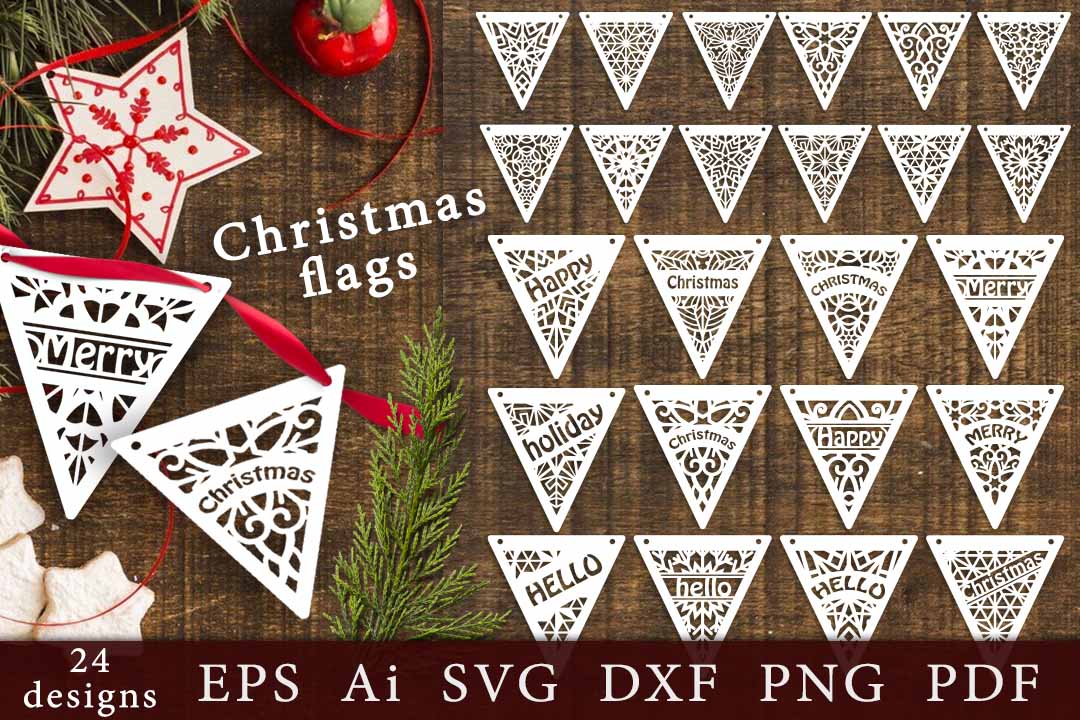 Christmas
flags
Merry
Christmas
Happy
Christmas
CHRISTMAS
Merry
holiday
Christmas
Happy
MERRY
HELLO
hello
HELLO
Christmas
24
designs
EPS Ai SVG DXF PNG PDF